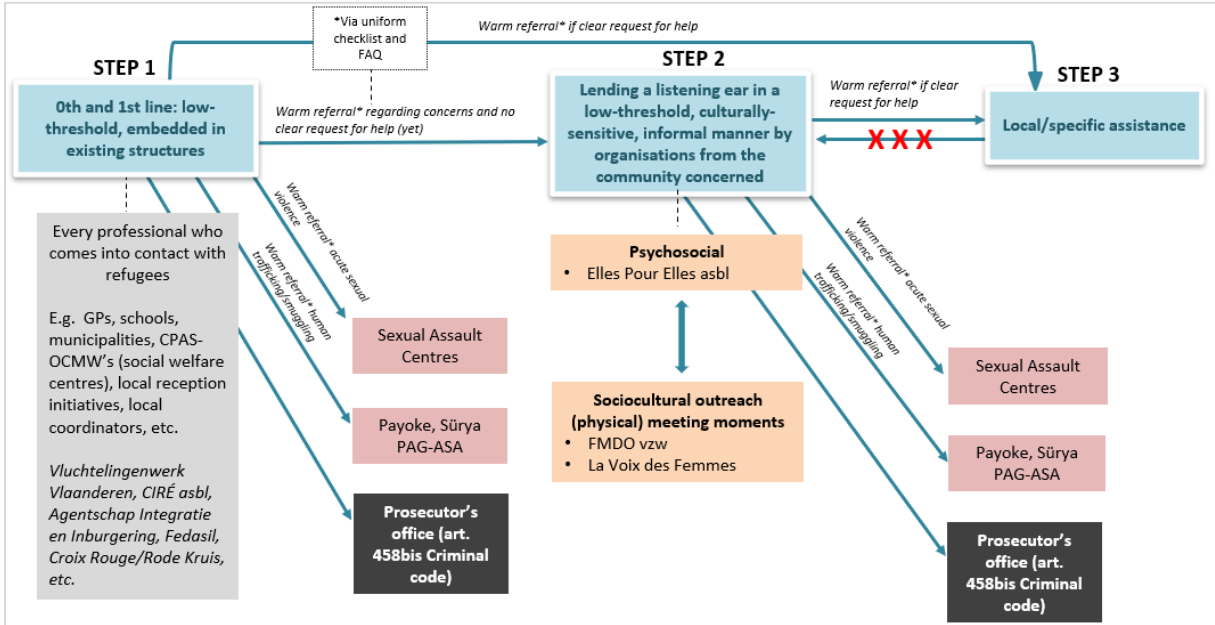 *Via uniform
checklist and
FAQ
Warm referral* if clear request for help
STEP 1
0th and 1st line: low-
threshold, embedded in
existing structures
Warm referral* regarding concerns and no
clear request for help (yet)
STEP 2
Lending a listening ear in a
low-threshold, culturally-
sensitive, informal manner by
organisations from the
community concerned
Warm referral* if clear
request for help
X X X
STEP 3
Local/specific assistance
Every professional who
comes into contact with
refugees
E.g. GPs, schools,
municipalities, CPAS-
OCMW's (social welfare
centres), local reception
initiatives, local
coordinators, etc.
Vluchtelingenwerk
Vlaanderen, CIRÉ asbl,
Agentschap Integratie
en Inburgering, Fedasil,
Croix Rouge/Rode Kruis,
etc.
Warm referral* acute sexual
violence
Warm referral* human
trafficking/smuggling
Sexual Assault
Centres
Payoke, Sürya
PAG-ASA
Prosecutor's
office (art.
458bis Criminal
code)
Psychosocial
• Elles Pour Elles asbl
Sociocultural outreach
(physical) meeting moments
• FMDO vzw
• La Voix des Femmes
Warm referral* acute sexual
violence
Warm referral* human
trafficking/smuggling
Sexual Assault
Centres
Payoke, Sürya
PAG-ASA
Prosecutor's
office (art.
458bis Criminal
code)